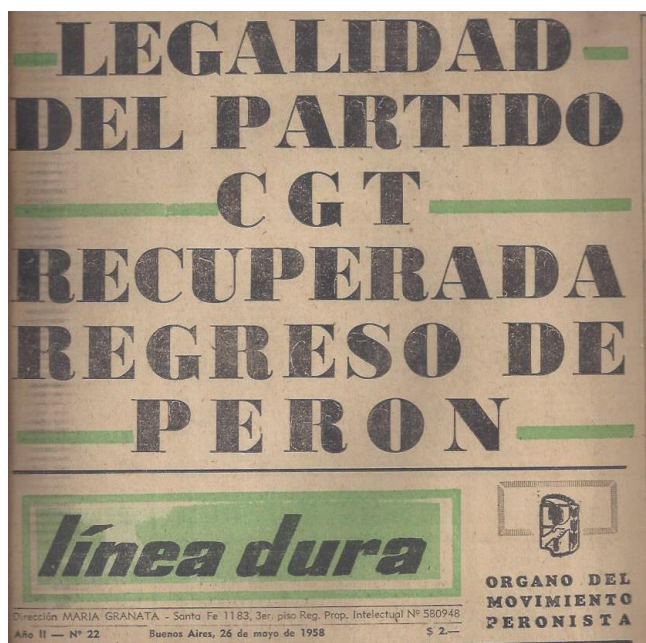 LEGALIDAD
DEL PARTIDO
CGT
RECUPERADA
REGRESO DE
PERON
línea dura
ORGANO DEL
MOVIMIENTO
PERONISTA
Dirección MARIA GRANATA - Santa Fe 1183, 3er. piso Reg. Prop. Intelectual Nº 580948
Año II — Nº 22 Buenos Aires, 26 de mayo de 1958 $ 2.—